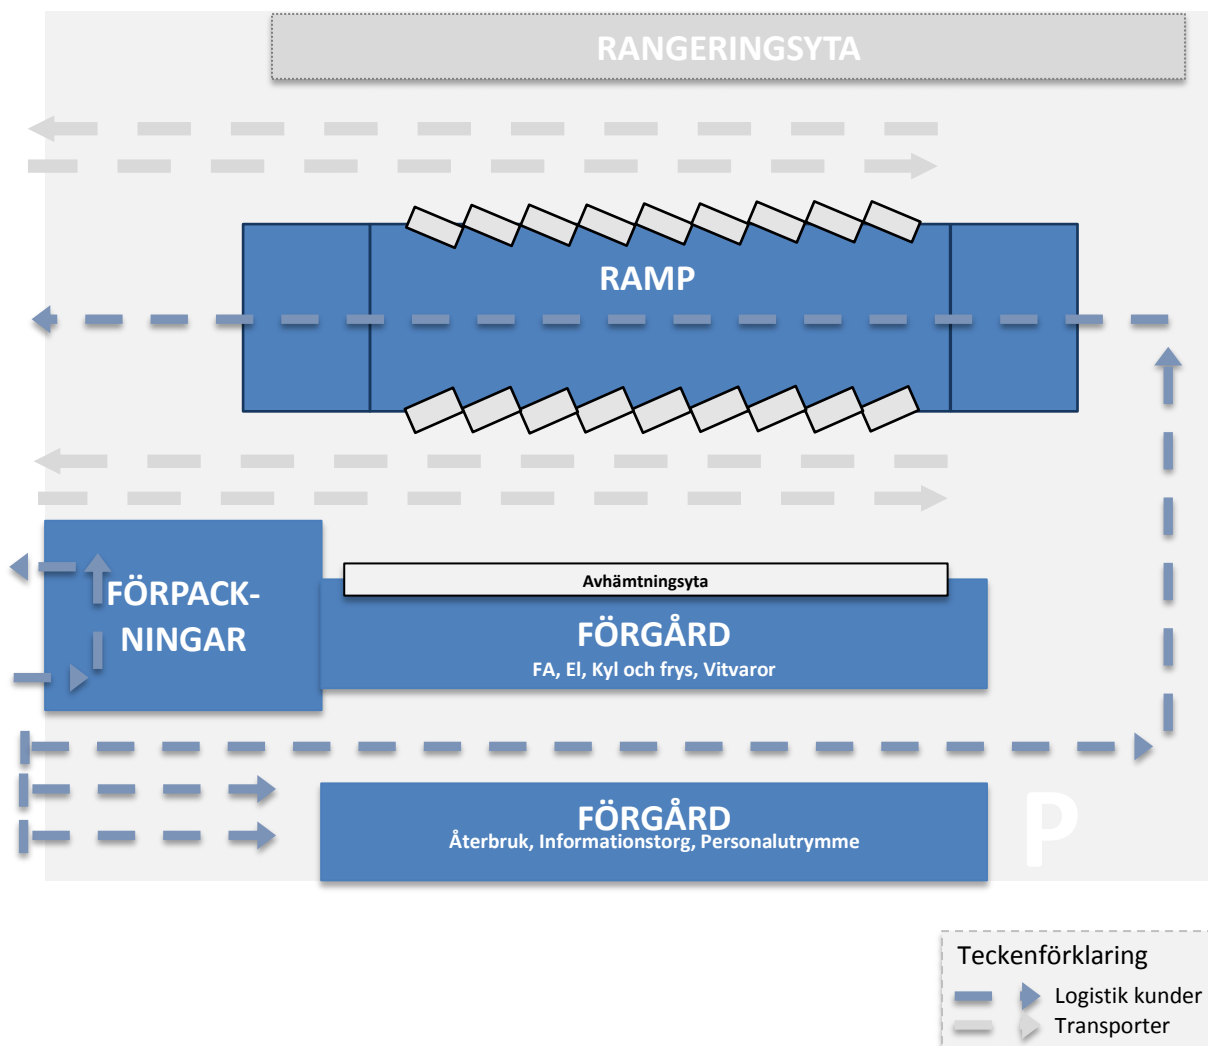 RANGERINGSYTA
RAMP
FÖRPACK-
NINGAR
Avhämtningsyta
FÖRGÅRD
FA, El, Kyl och frys, Vitvaror
FÖRGÅRD
Återbruk, Informationstorg, Personalutrymme
P
Teckenförklaring
Logistik kunder
Transporter